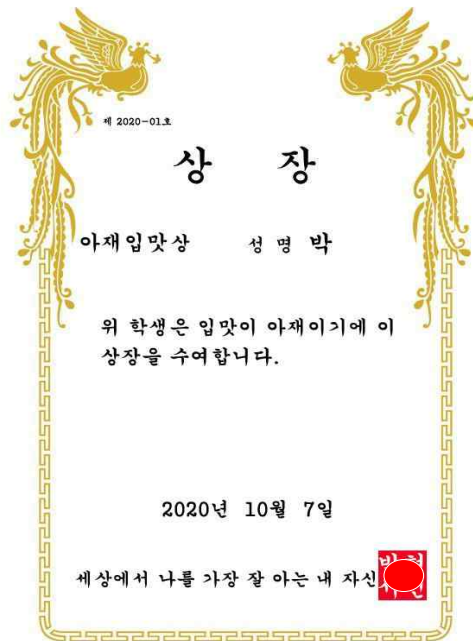 제 2020-01호
상 장
아재입맛상 성 명 박
위 학생은 입맛이 아재이기에 이
상장을 수여합니다.
2020년 10월 7일
세상에서 나를 가장 잘 아는 내 자신